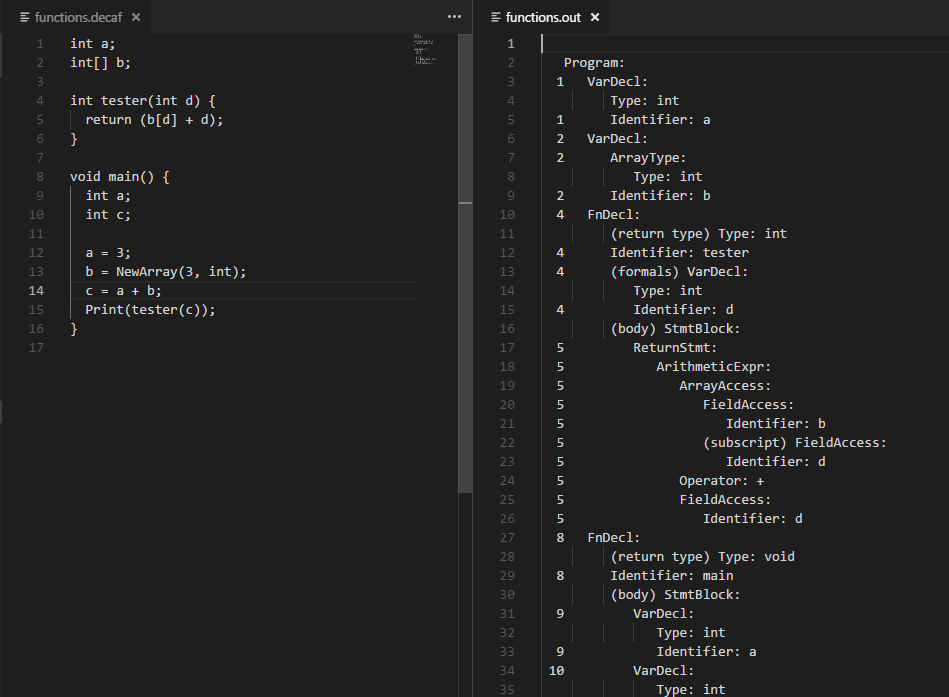 functions.decaf
1 int a;
2 int[] b;
3
4 int tester(int d) {
5   return (b[d] + d);
6 }
7
8 void main() {
9   int a;
10   int c;
11
12   a = 3;
13   b = NewArray(3, int);
14   c = a + b;
15   Print(tester(c));
16 }
17
functions.out
1
2    Program:
3  1   VarDecl:
4         Type: int
5  1      Identifier: a
6  2   VarDecl:
7  2      ArrayType:
8            Type: int
9  2      Identifier: b
10  4   FnDecl:
11         (return type) Type: int
12  4      Identifier: tester
13  4      (formals) VarDecl:
14            Type: int
15  4         Identifier: d
16         (body) StmtBlock:
17  5         ReturnStmt:
18  5            ArithmeticExpr:
19  5               ArrayAccess:
20  5                  FieldAccess:
21  5                     Identifier: b
22  5                  (subscript) FieldAccess:
23  5                     Identifier: d
24  5               Operator: +
25  5               FieldAccess:
26  5                  Identifier: d
27  8   FnDecl:
28         (return type) Type: void
29  8      Identifier: main
30         (body) StmtBlock:
31  9         VarDecl:
32               Type: int
33  9            Identifier: a
34 10         VarDecl:
35               Type: int